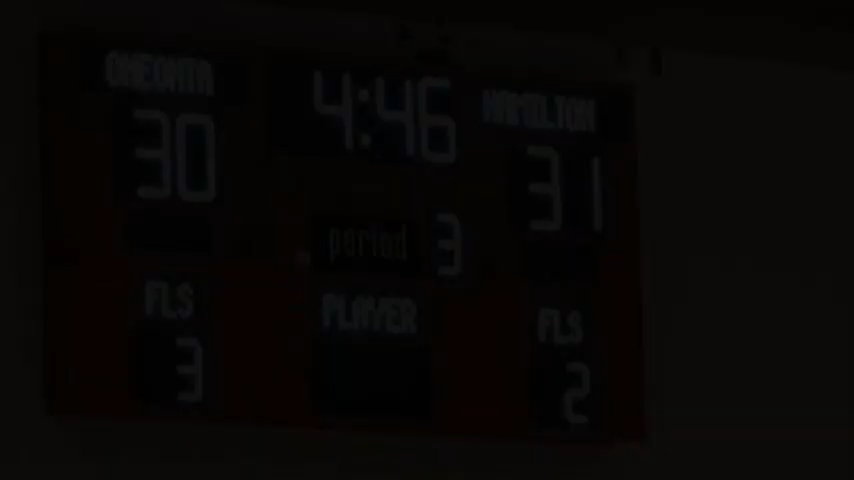 ONEONTA 4:46 HAMILTON
30 31
period 3
FLS PLAYER FLS
3 2